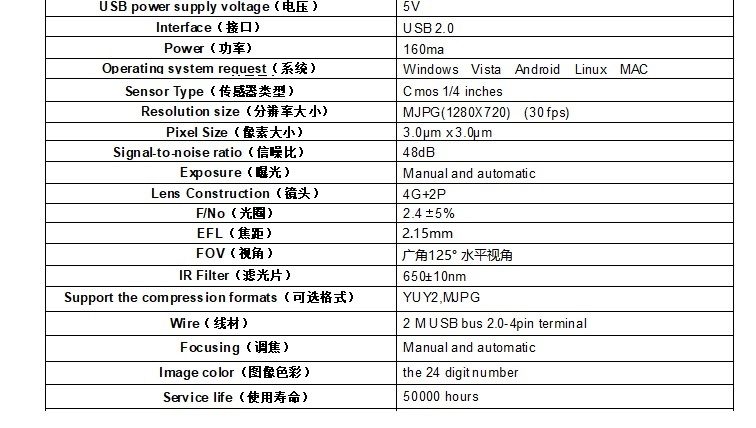 USB power supply voltage（电压） 5V
Interface（接口） USB 2.0
Power（功率） 160ma
Operating system request（系统） Windows Vista Android Linux MAC
Sensor Type（传感器类型） Cmos 1/4 inches
Resolution size（分辨率大小） MJPG(1280X720) (30 fps)
Pixel Size（像素大小） 3.0μm x 3.0μm
Signal-to-noise ratio（信噪比） 48dB
Exposure（曝光） Manual and automatic
Lens Construction（镜头） 4G+2P
F/No（光圈） 2.4 ±5%
EFL（焦距） 2.15mm
FOV（视角） 广角125° 水平视角
IR Filter（滤光片） 650±10nm
Support the compression formats（可选格式） YUY2,MJPG
Wire（线材） 2 M USB bus 2.0-4pin terminal
Focusing（调焦） Manual and automatic
Image color（图像色彩） the 24 digit number
Service life（使用寿命） 50000 hours